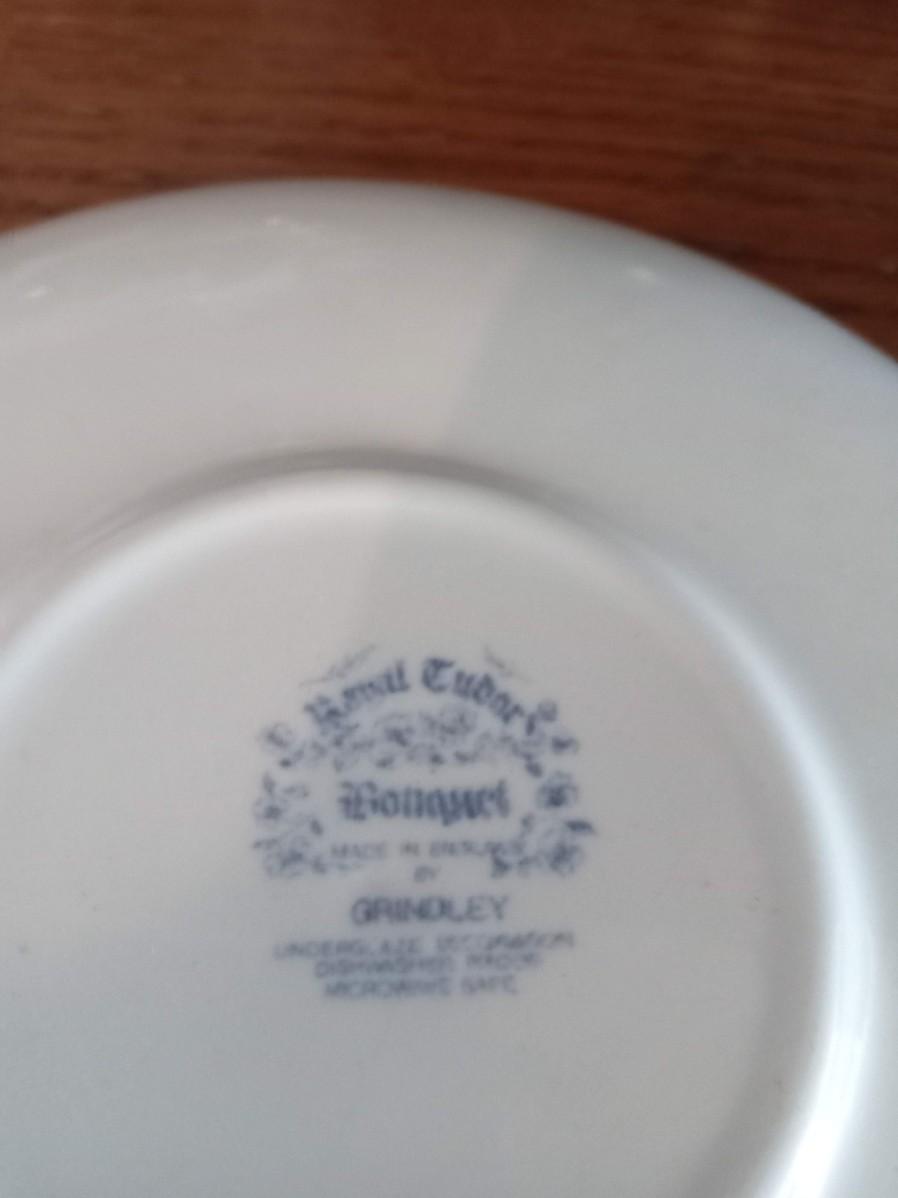 Royal Tudor
Bouquet
MADE IN ENGLAND
BY
GRINDLEY
UNDERGLAZE DECORATION
DISHWASHER PROOF
MICROWAVE SAFE